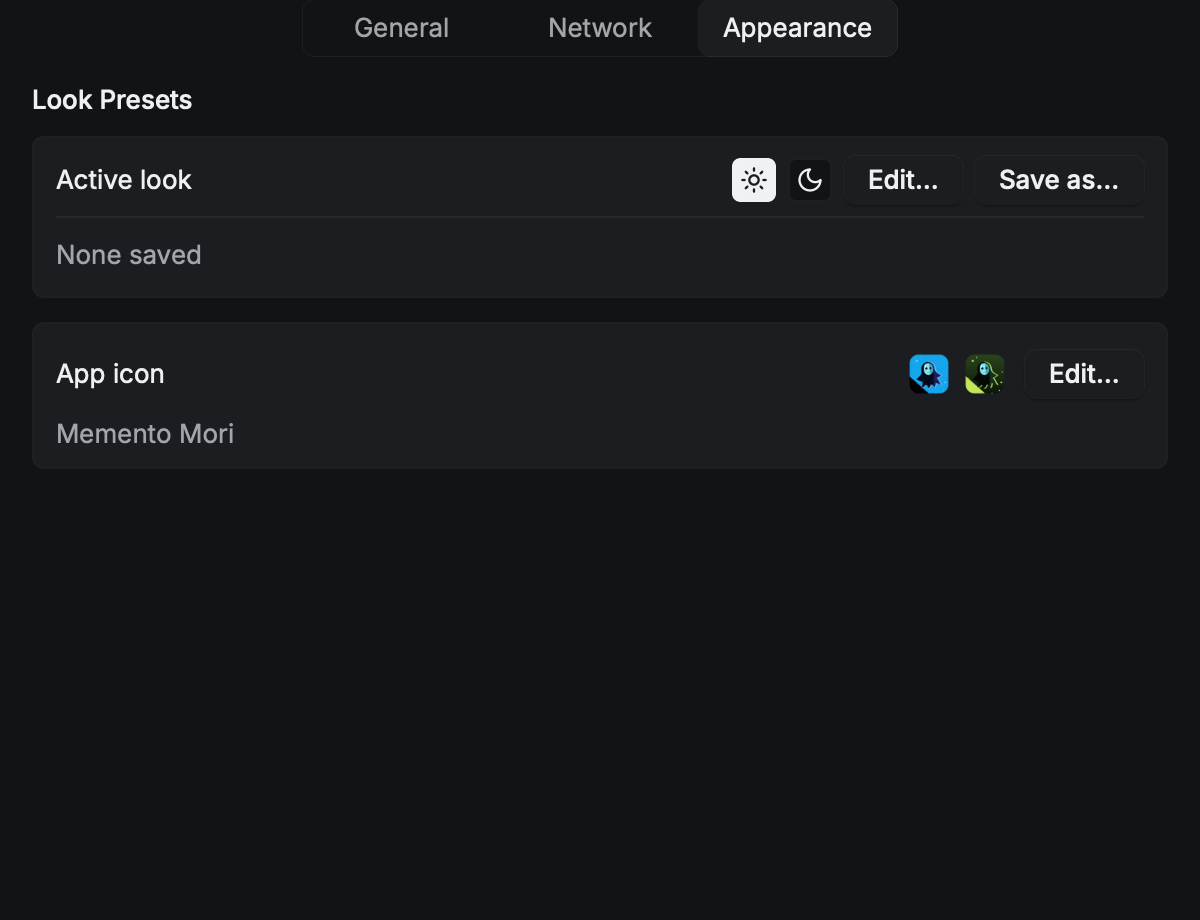 General Network Appearance
Look Presets
Active look Edit... Save as...
None saved
App icon Edit...
Memento Mori